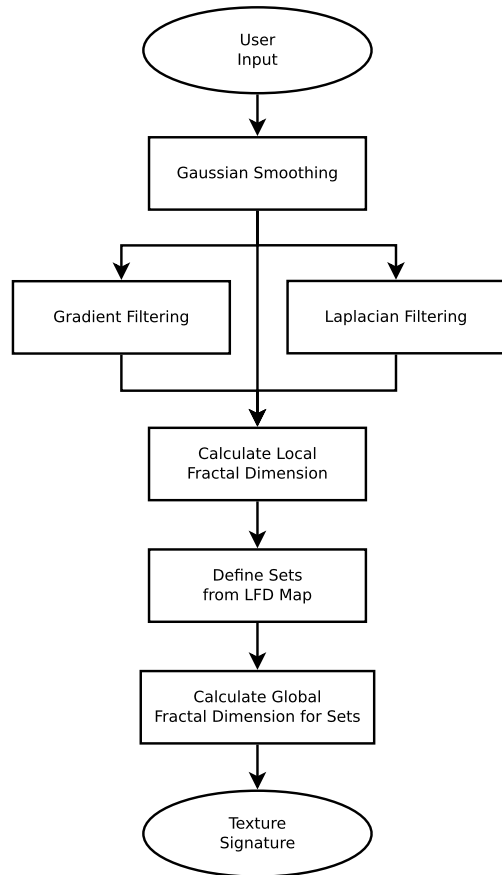 User
Input
Gaussian Smoothing
Gradient Filtering
Laplacian Filtering
Calculate Local
Fractal Dimension
Define Sets
from LFD Map
Calculate Global
Fractal Dimension for Sets
Texture
Signature